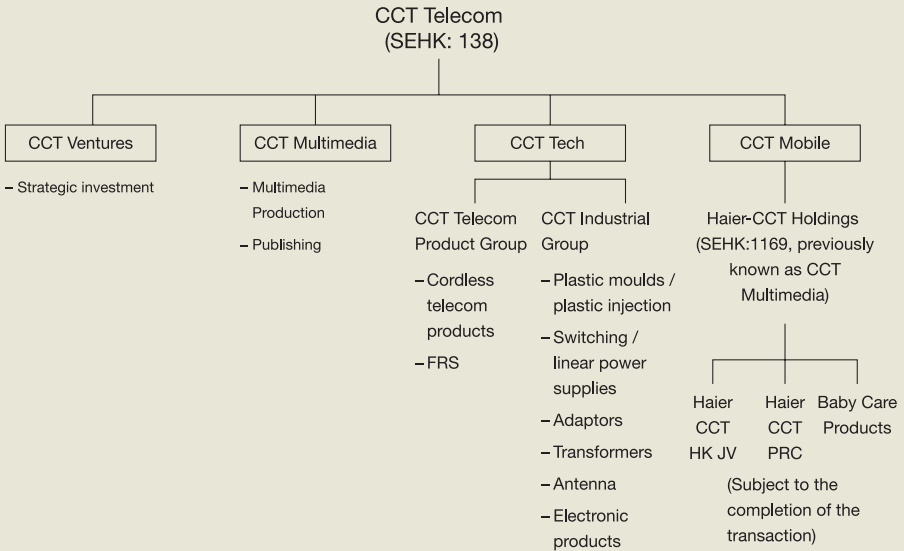 CCT Telecom
(SEHK: 138)
CCT Ventures
– Strategic investment
CCT Multimedia
– Multimedia
Production
– Publishing
CCT Tech
CCT Telecom
Product Group
– Cordless
telecom
products
– FRS
CCT Industrial
Group
– Plastic moulds /
plastic injection
– Switching /
linear power
supplies
– Adaptors
– Transformers
– Antenna
– Electronic
products
CCT Mobile
Haier-CCT Holdings
(SEHK:1169, previously
known as CCT
Multimedia)
Haier
CCT
HK JV
Haier
CCT
PRC
(Subject to the
completion of the
transaction)
Baby Care
Products